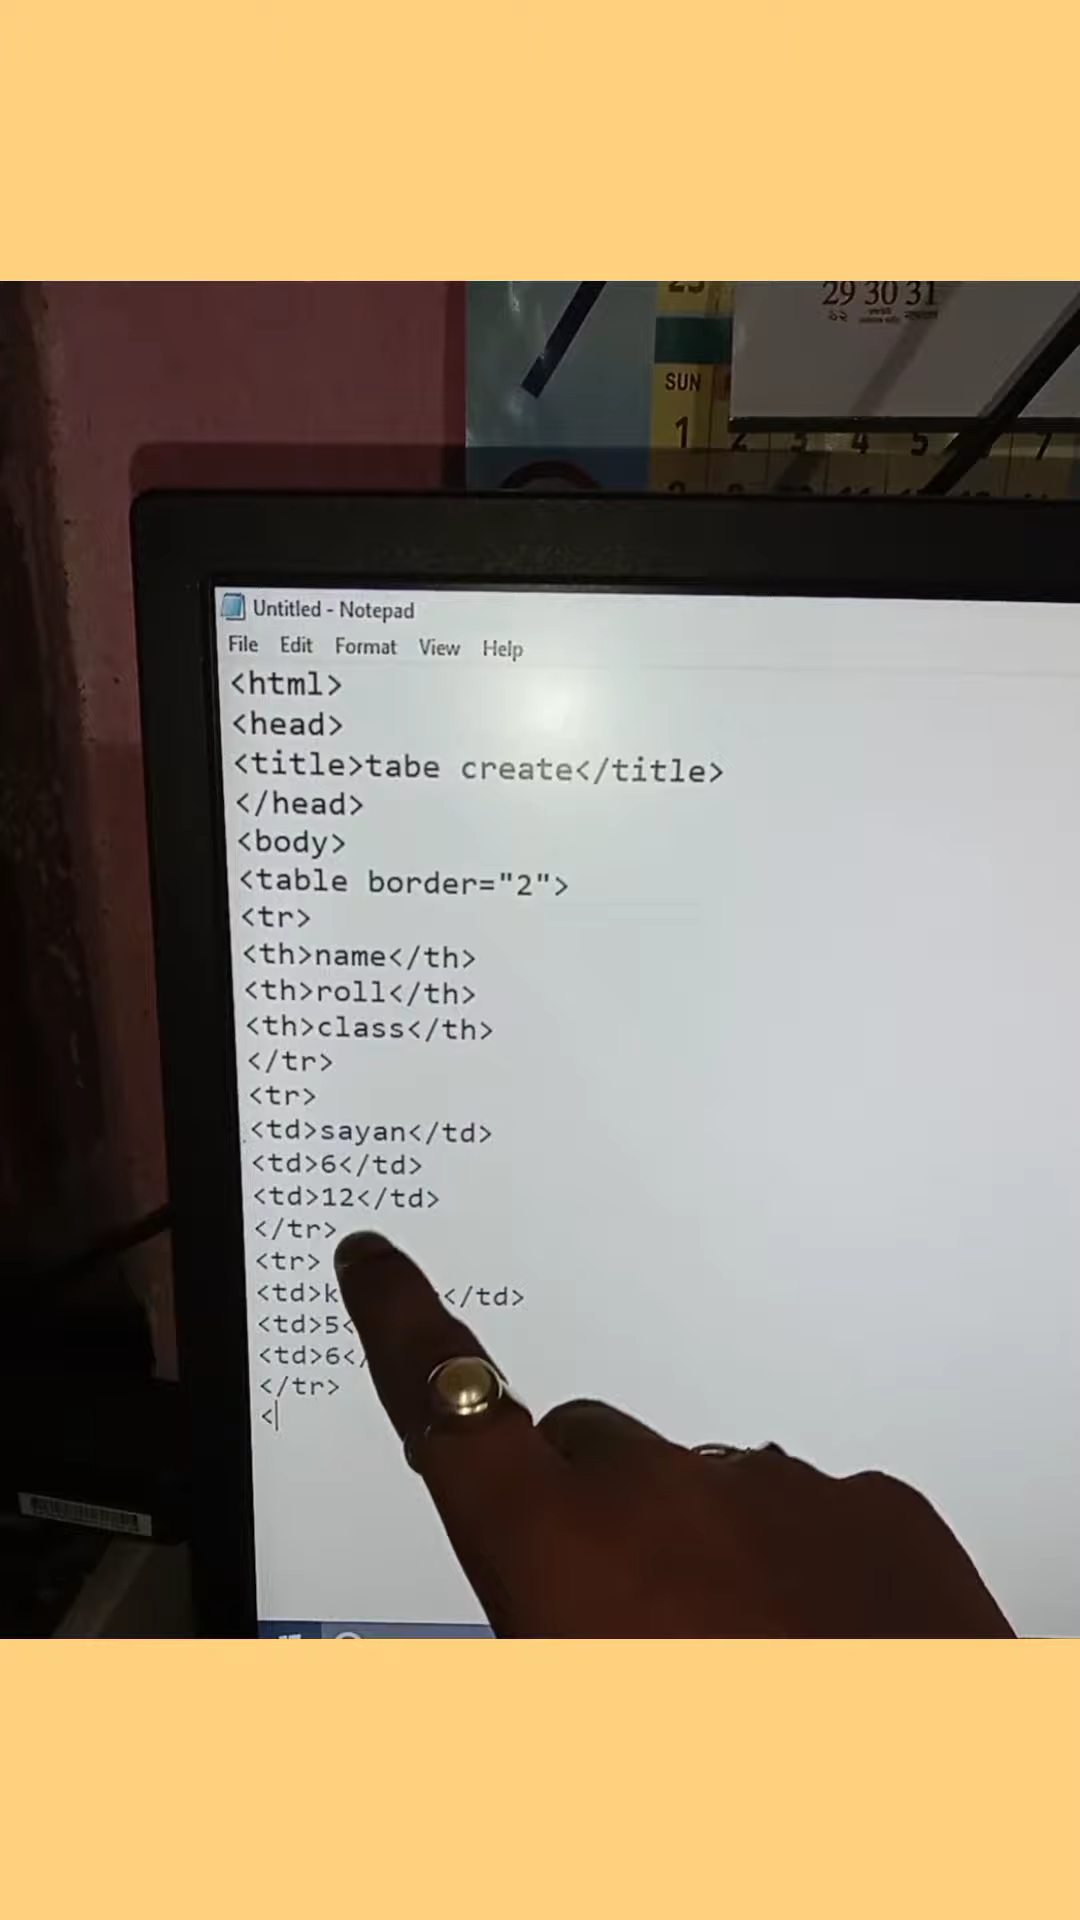 29 30 31
SUN
1 2 3 4 5 7
Untitled - Notepad
File Edit Format View Help
<html>
<head>
<title>tabe create</title>
</head>
<body>
<table border="2">
<tr>
<th>name</th>
<th>roll</th>
<th>class</th>
</tr>
<tr>
<td>sayan</td>
<td>6</td>
<td>12</td>
</tr>
<tr>
<td>k </td>
<td>5<
<td>6</
</tr>
<